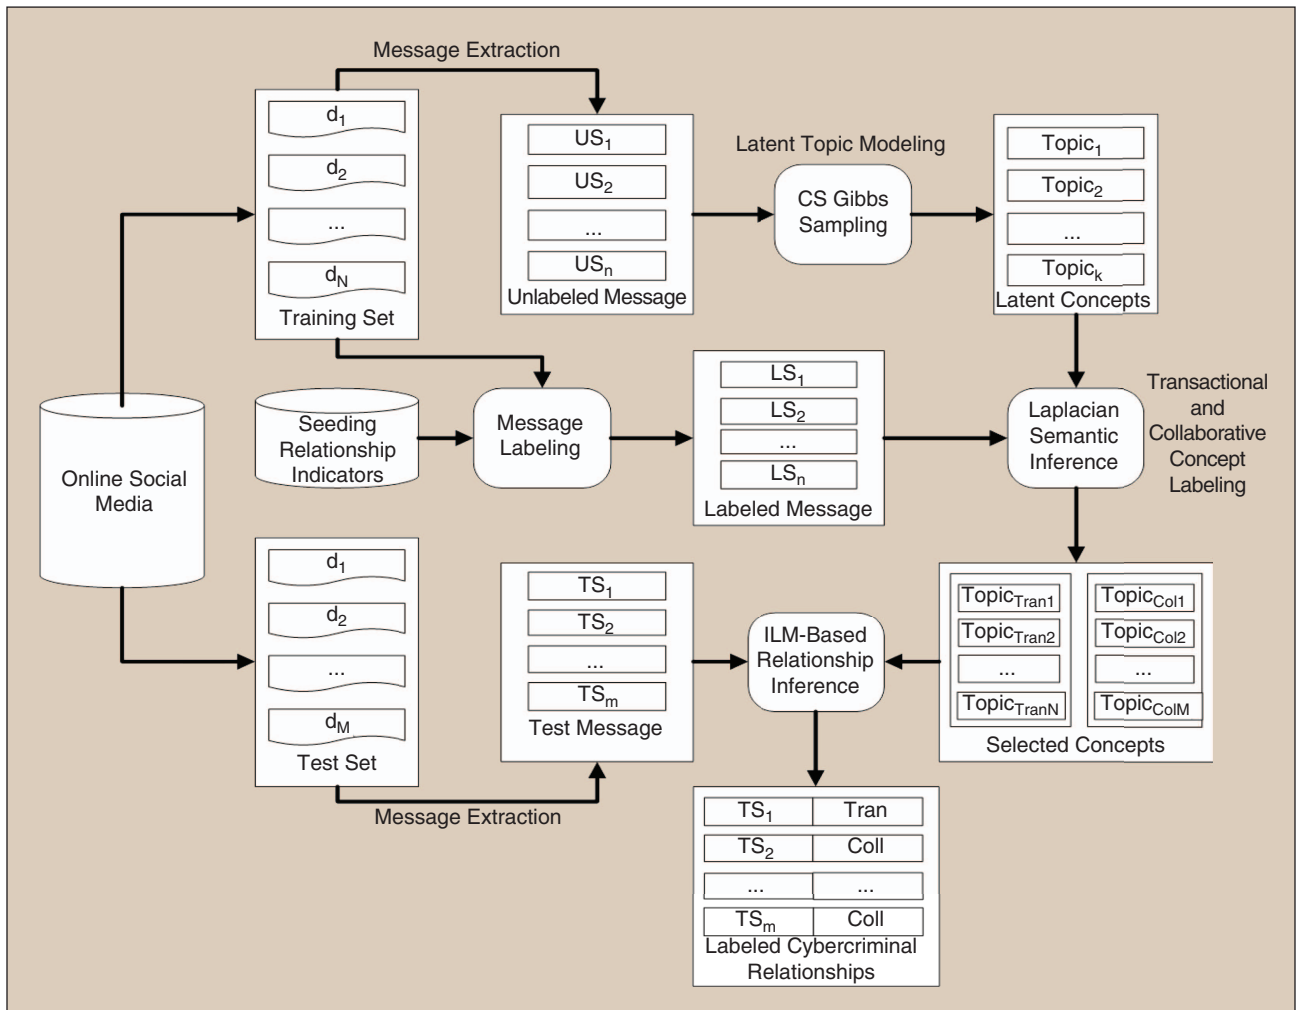 Message Extraction
d1
d2
...
dN
Training Set
US1
US2
...
USn
Unlabeled Message
Latent Topic Modeling
CS Gibbs
Sampling
Topic1
Topic2
...
Topick
Latent Concepts
Online Social
Media
Seeding
Relationship
Indicators
Message
Labeling
LS1
LS2
...
LSn
Labeled Message
Laplacian
Semantic
Inference
Transactional
and
Collaborative
Concept
Labeling
d1
d2
...
dM
Test Set
Message Extraction
TS1
TS2
...
TSm
Test Message
ILM-Based
Relationship
Inference
TopicTran1
TopicTran2
...
TopicTranN
TopicCol1
TopicCol2
...
TopicColM
Selected Concepts
TS1 Tran
TS2 Coll
... ...
TSm Coll
Labeled Cybercriminal
Relationships